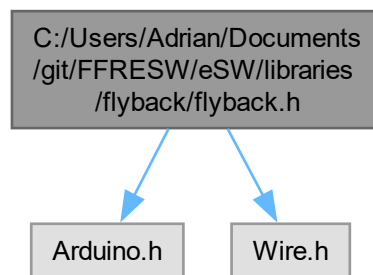 C:/Users/Adrian/Documents
/git/FFRESW/eSW/libraries
/flyback/flyback.h
Arduino.h
Wire.h